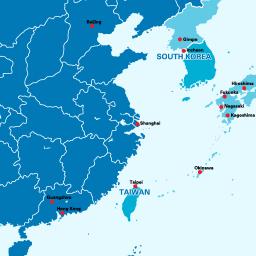 Beijing
Gimpo
Incheon
SOUTH KOREA
Hiroshima
Fukuoka
Nagasaki
Kagoshima
Shanghai
Okinawa
Taipei
TAIWAN
Guangzhou
Hong Kong